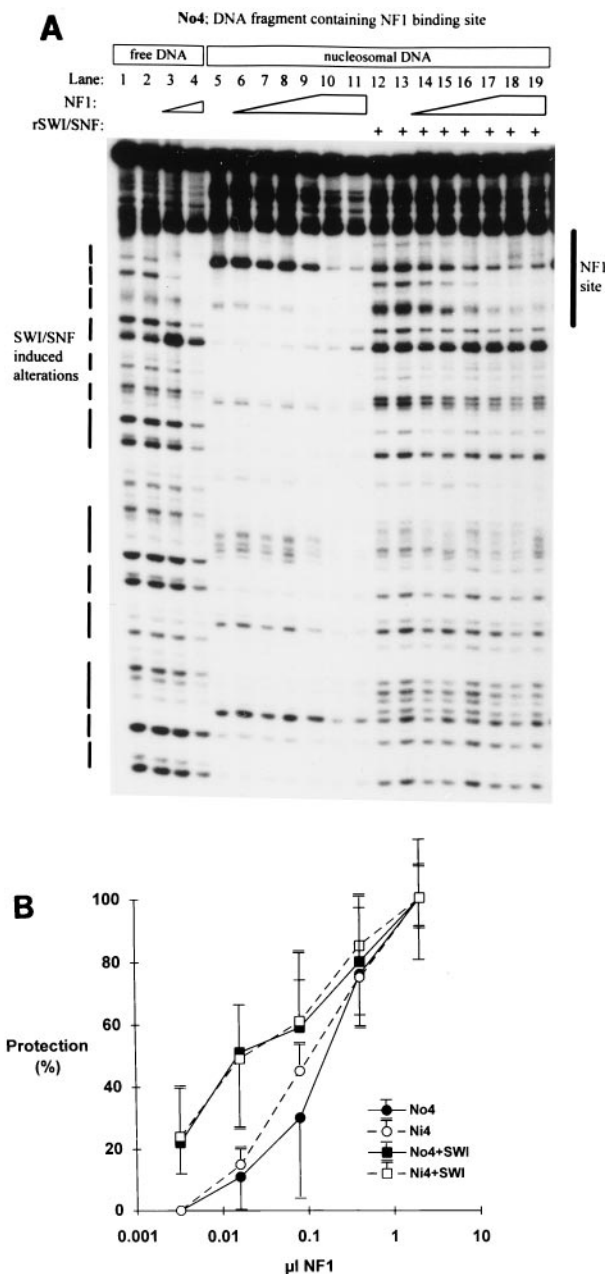 A
No4; DNA fragment containing NF1 binding site
free DNA nucleosomal DNA
Lane: 1 2 3 4 5 6 7 8 9 10 11 12 13 14 15 16 17 18 19
NF1:
rSWI/SNF: + + + + + + + +
NF1
site
SWI/SNF
induced
alterations
B
100
80
60
40
20
0
Protection
(%)
No4
Ni4
No4+SWI
Ni4+SWI
0.001 0.01 0.1 1 10
µl NF1